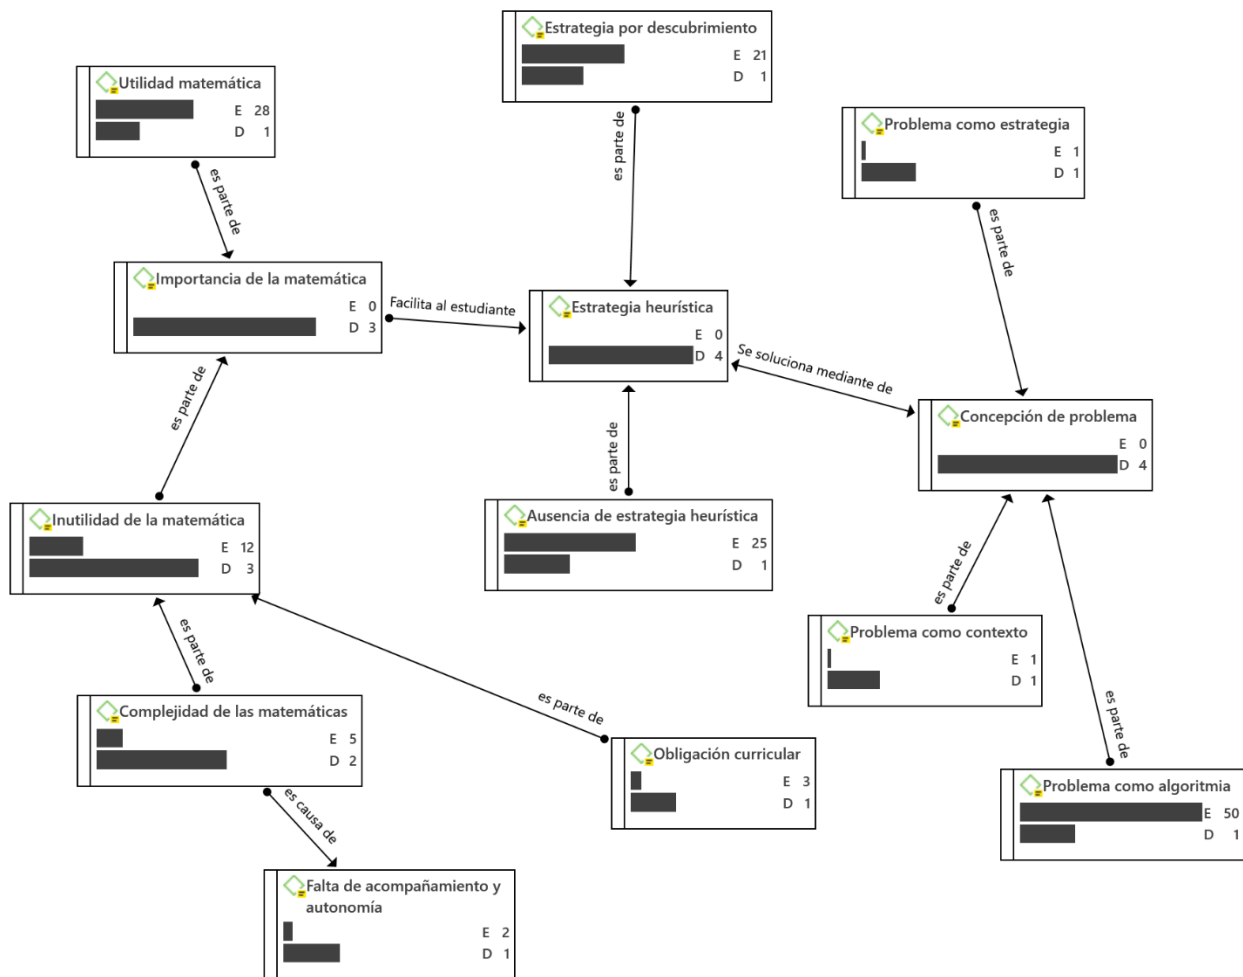 Estrategia por descubrimiento
E 21
D 1
Utilidad matemática
E 28
D 1
Problema como estrategia
E 1
D 1
es parte de
es parte de
es parte de
Importancia de la matemática
E 0
D 3
Facilita al estudiante
Estrategia heurística
E 0
D 4
Se soluciona mediante de
Concepción de problema
E 0
D 4
es parte de
es parte de
Inutilidad de la matemática
E 12
D 3
Ausencia de estrategia heurística
E 25
D 1
es parte de
es parte de
Problema como contexto
E 1
D 1
Complejidad de las matemáticas
E 5
D 2
es parte de
es parte de
Obligación curricular
E 3
D 1
Problema como algoritmia
E 50
D 1
es causa de
Falta de acompañamiento y
autonomía
E 2
D 1